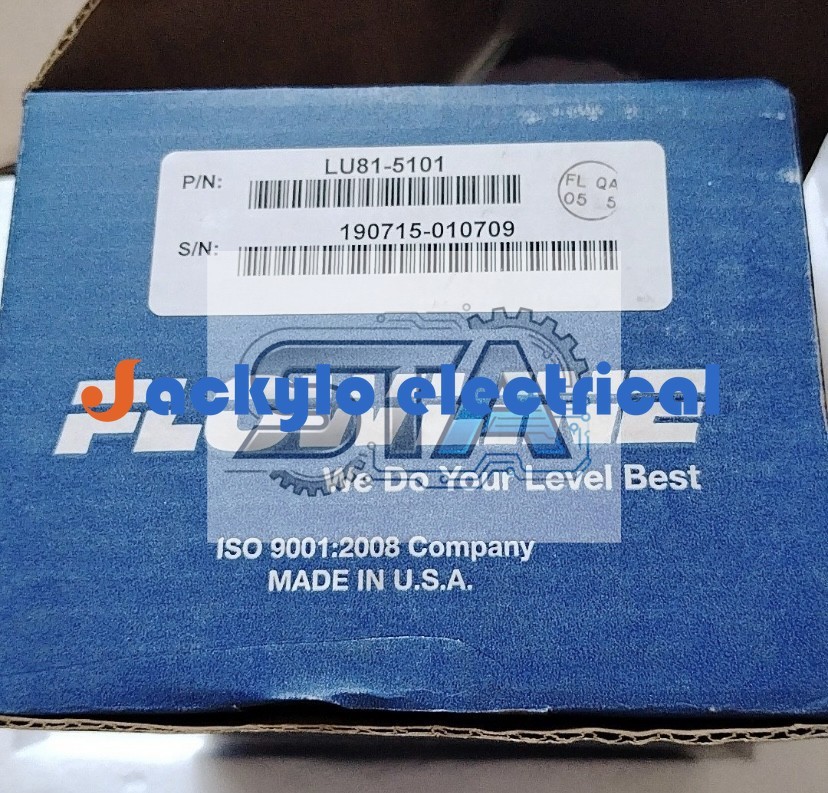 P/N: LU81-5101
FL QA
05 5
S/N: 190715-010709
STA
Jackylo electrical
We Do Your Level Best
ISO 9001:2008 Company
MADE IN U.S.A.